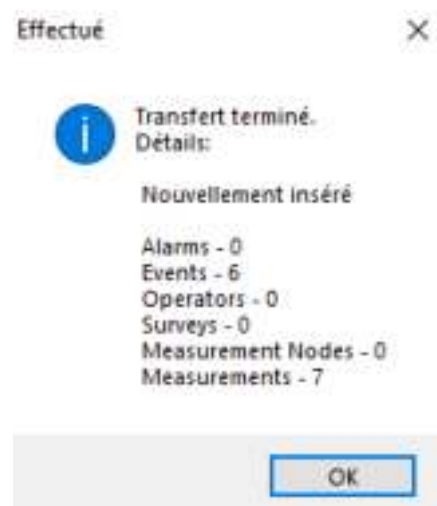 Effectué
Transfert terminé.
Détails:
Nouvellement inséré
Alarms - 0
Events - 6
Operators - 0
Surveys - 0
Measurement Nodes - 0
Measurements - 7
OK